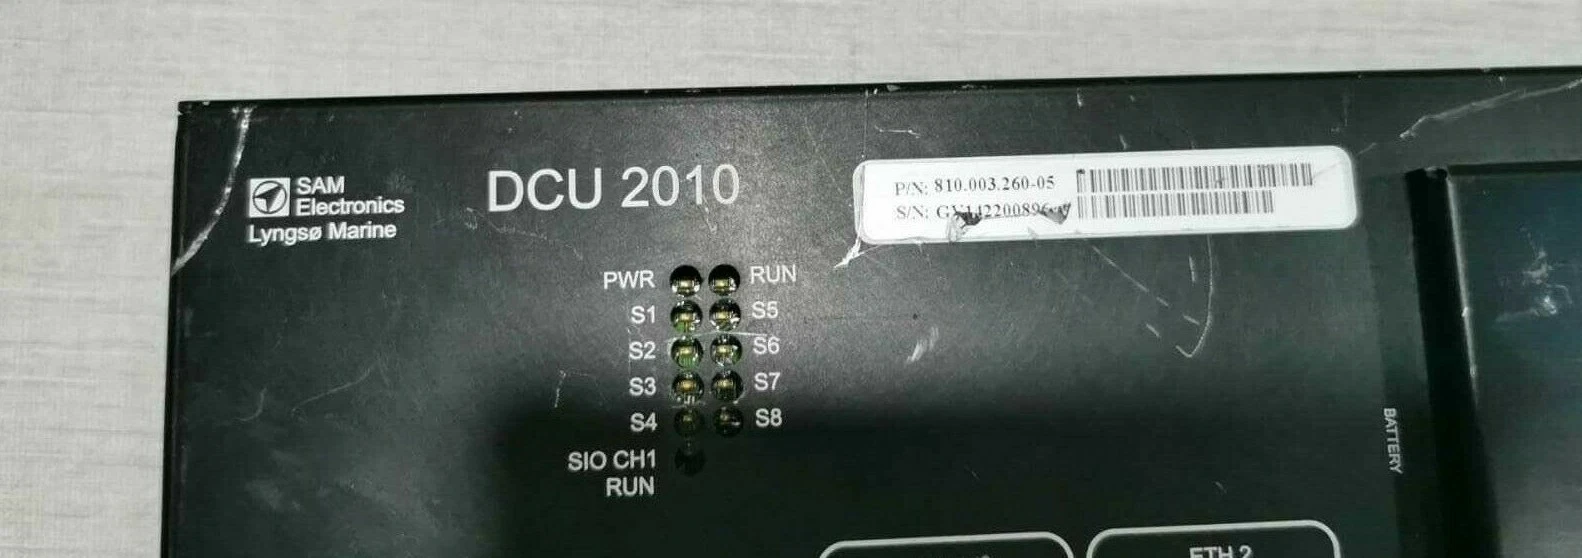 SAM
Electronics
Lyngsø Marine
DCU 2010
P/N: 810.003.260-05
S/N:
PWR RUN
S1 S5
S2 S6
S3 S7
S4 S8
SIO CH1
RUN
BATTERY
ETH 2